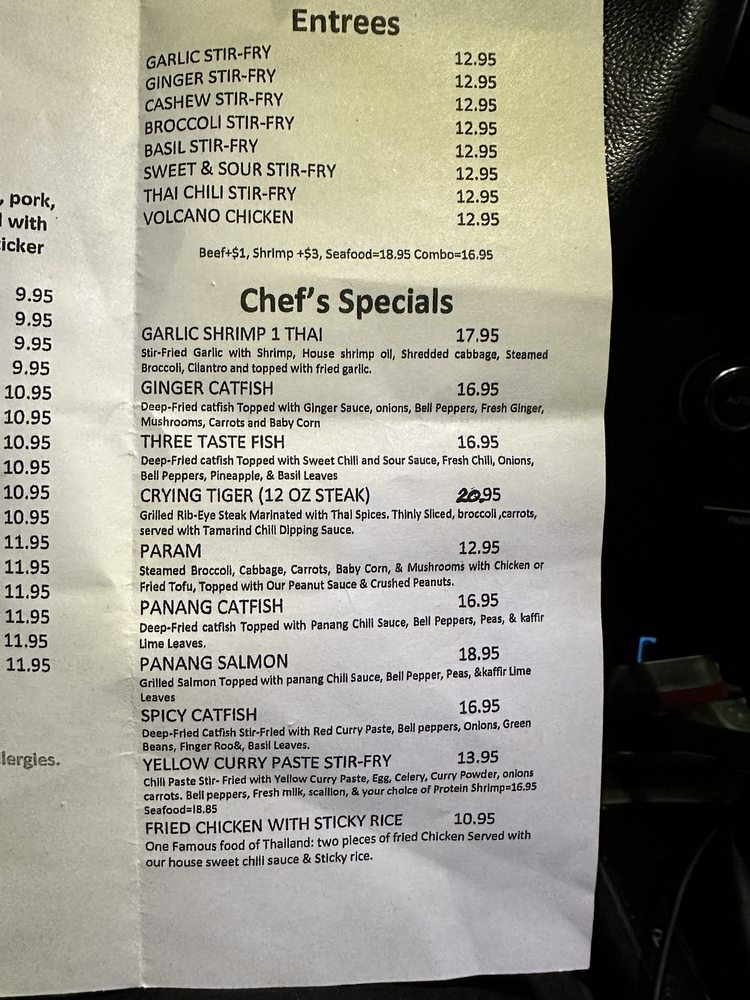 , pork,
with
icker
9.95
9.95
9.95
9.95
10.95
10.95
10.95
10.95
10.95
10.95
11.95
11.95
11.95
11.95
11.95
11.95
lergies.
Entrees
GARLIC STIR-FRY 12.95
GINGER STIR-FRY 12.95
CASHEW STIR-FRY 12.95
BROCCOLI STIR-FRY 12.95
BASIL STIR-FRY 12.95
SWEET & SOUR STIR-FRY 12.95
THAI CHILI STIR-FRY 12.95
VOLCANO CHICKEN 12.95
Beef+$1, Shrimp +$3, Seafood=18.95 Combo=16.95
Chef's Specials
GARLIC SHRIMP 1 THAI 17.95
Stir-Fried Garlic with Shrimp, House shrimp oil, Shredded cabbage, Steamed
Broccoli, Cilantro and topped with fried garlic.
GINGER CATFISH 16.95
Deep-Fried catfish Topped with Ginger Sauce, onions, Bell Peppers, Fresh Ginger,
Mushrooms, Carrots and Baby Corn
THREE TASTE FISH 16.95
Deep-Fried catfish Topped with Sweet Chili and Sour Sauce, Fresh Chili, Onions,
Bell Peppers, Pineapple, & Basil Leaves
CRYING TIGER (12 OZ STEAK) 20.95
Grilled Rib-Eye Steak Marinated with Thai Spices. Thinly Sliced, broccoli ,carrots,
served with Tamarind Chili Dipping Sauce.
PARAM 12.95
Steamed Broccoli, Cabbage, Carrots, Baby Corn, & Mushrooms with Chicken or
Fried Tofu, Topped with Our Peanut Sauce & Crushed Peanuts.
PANANG CATFISH 16.95
Deep-Fried catfish Topped with Panang Chili Sauce, Bell Peppers, Peas, & kaffir
Lime Leaves,
PANANG SALMON 18.95
Grilled Salmon Topped with panang Chili Sauce, Bell Pepper, Peas, &kaffir Lime
Leaves
SPICY CATFISH 16.95
Deep-Fried Catfish Stir-Fried with Red Curry Paste, Bell peppers, Onions, Green
Beans, Finger Roo&, Basil Leaves.
YELLOW CURRY PASTE STIR-FRY 13.95
Chili Paste Stir- Fried with Yellow Curry Paste, Egg, Celery, Curry Powder, onions
carrots. Bell peppers, Fresh milk, scallion, & your choice of Protein Shrimp=16.95
Seafood=18.85
FRIED CHICKEN WITH STICKY RICE 10.95
One Famous food of Thailand: two pieces of fried Chicken Served with
our house sweet chili sauce & Sticky rice.